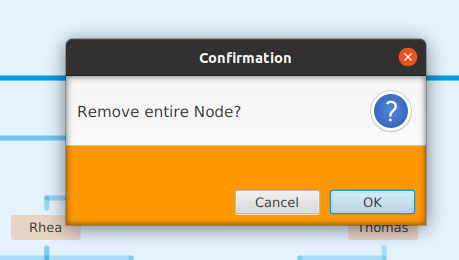 Confirmation
Remove entire Node?
?
Cancel OK
Rhea Thomas